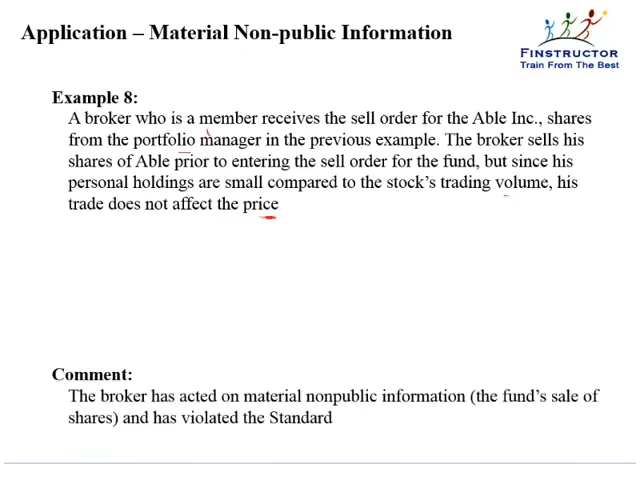 Application – Material Non-public Information
FINSTRUCTOR
Train From The Best
Example 8:
A broker who is a member receives the sell order for the Able Inc., shares
from the portfolio manager in the previous example. The broker sells his
shares of Able prior to entering the sell order for the fund, but since his
personal holdings are small compared to the stock's trading volume, his
trade does not affect the price
Comment:
The broker has acted on material nonpublic information (the fund's sale of
shares) and has violated the Standard